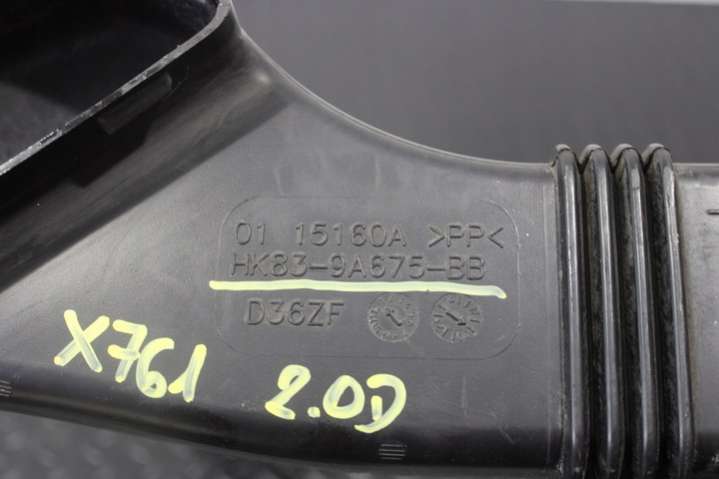 01 15160A >PP<
HK83-9A675-BB
D36ZF
X761 2.0D